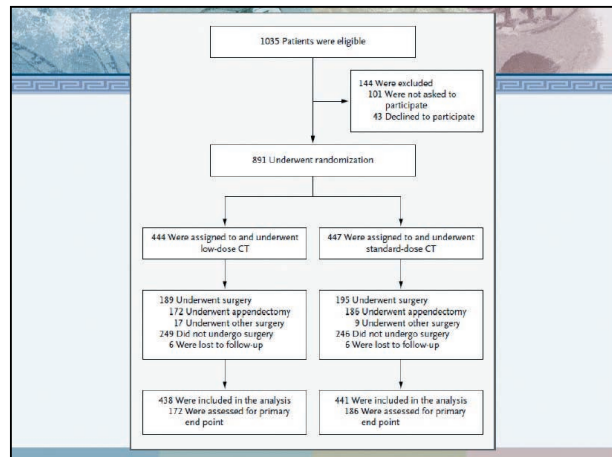 1035 Patients were eligible
144 Were excluded
101 Were not asked to
participate
43 Declined to participate
891 Underwent randomization
444 Were assigned to and underwent
low-dose CT
447 Were assigned to and underwent
standard-dose CT
189 Underwent surgery
172 Underwent appendectomy
17 Underwent other surgery
249 Did not undergo surgery
6 Were lost to follow-up
195 Underwent surgery
186 Underwent appendectomy
9 Underwent other surgery
246 Did not undergo surgery
6 Were lost to follow-up
438 Were included in the analysis
172 Were assessed for primary
end point
441 Were included in the analysis
186 Were assessed for primary
end point